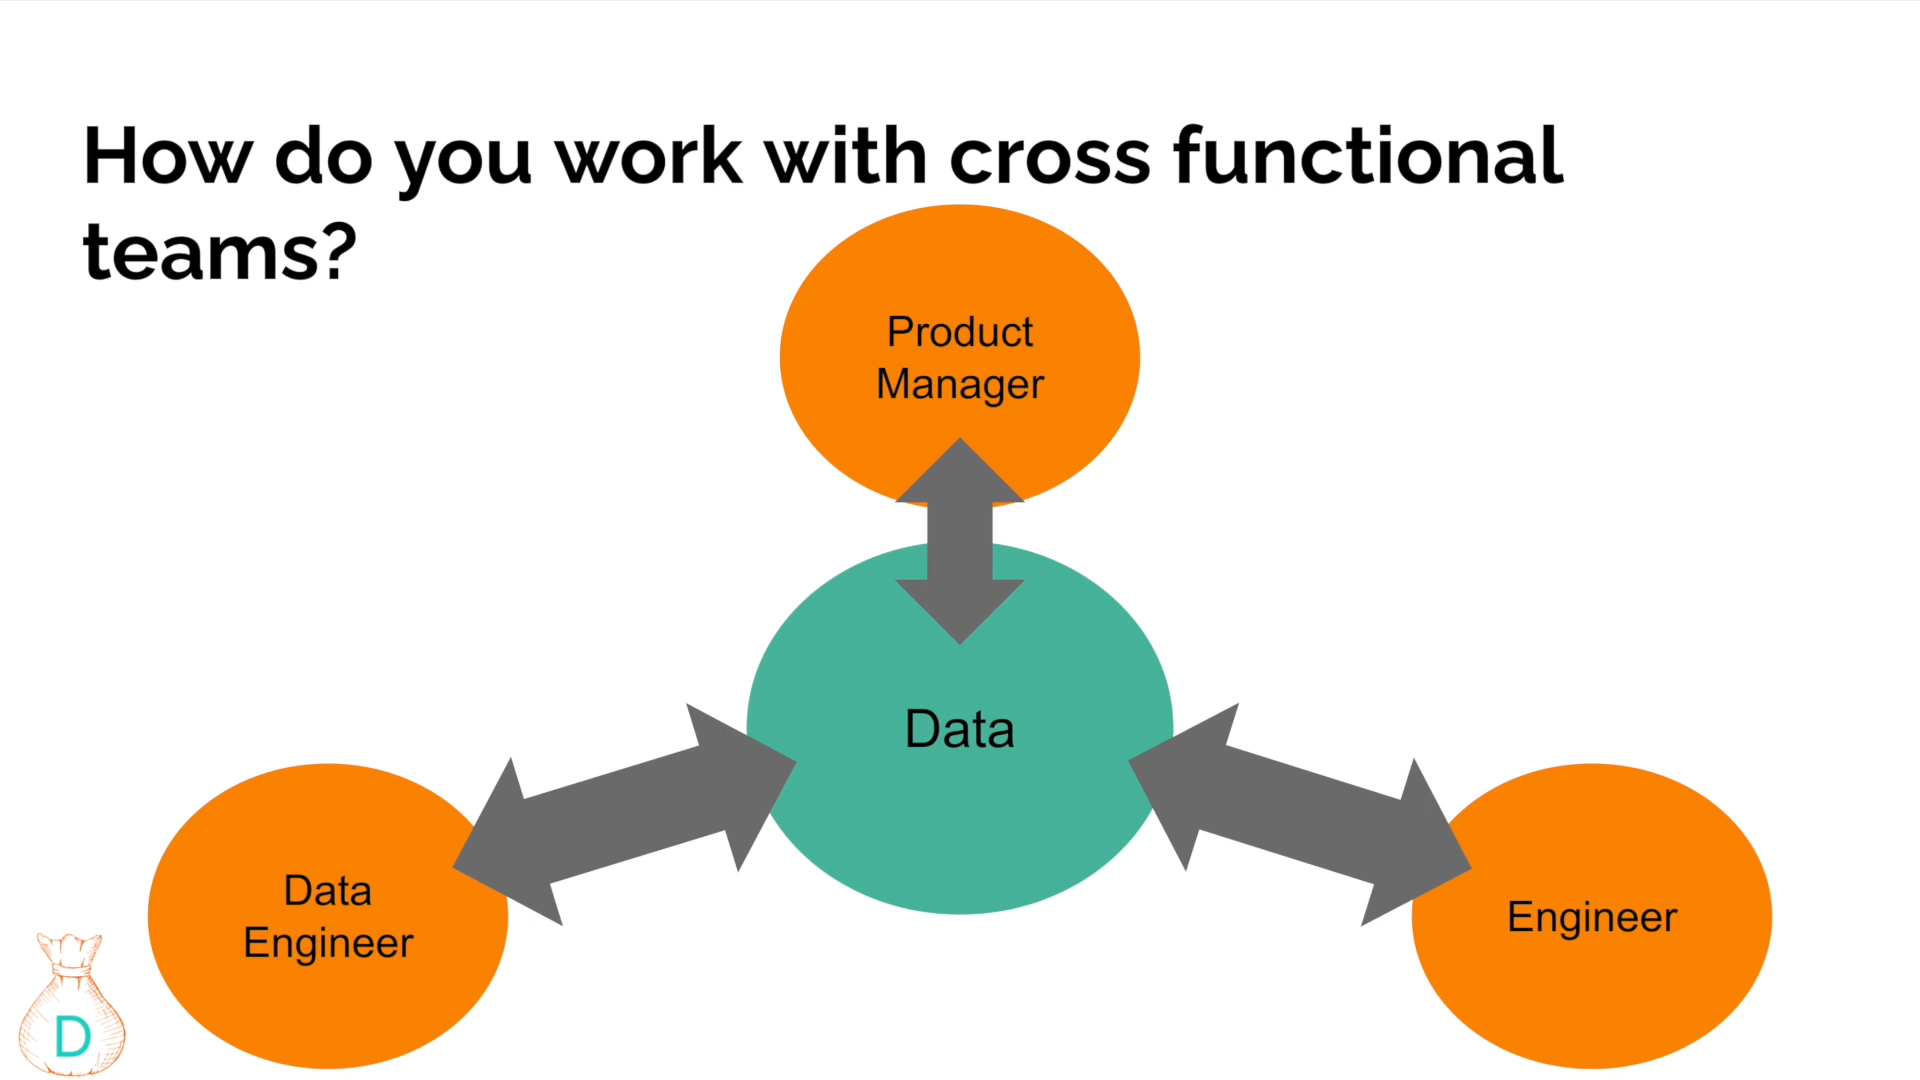 How do you work with cross functional
teams?
Product
Manager
Data
Data
Engineer
Engineer
D